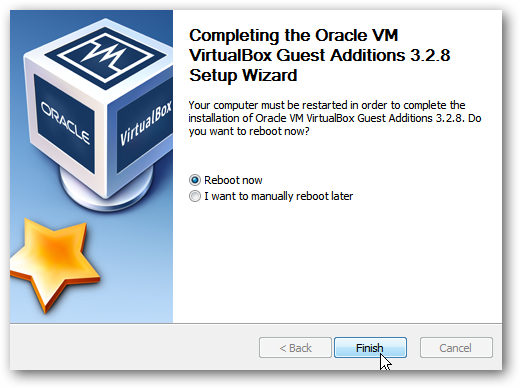 Completing the Oracle VM
VirtualBox Guest Additions 3.2.8
Setup Wizard
Your computer must be restarted in order to complete the
installation of Oracle VM VirtualBox Guest Additions 3.2.8. Do
you want to reboot now?
ORACLE
VirtualBox
Reboot now
I want to manually reboot later
< Back
Finish
Cancel